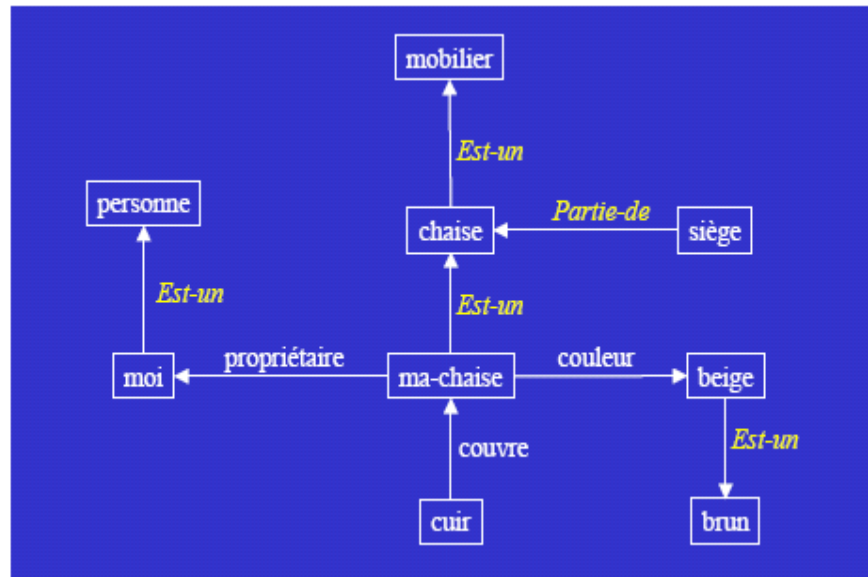 mobilier
Est-un
personne
chaise
Partie-de
siège
Est-un
Est-un
moi
propriétaire
ma-chaise
couleur
beige
couvre
Est-un
cuir
brun